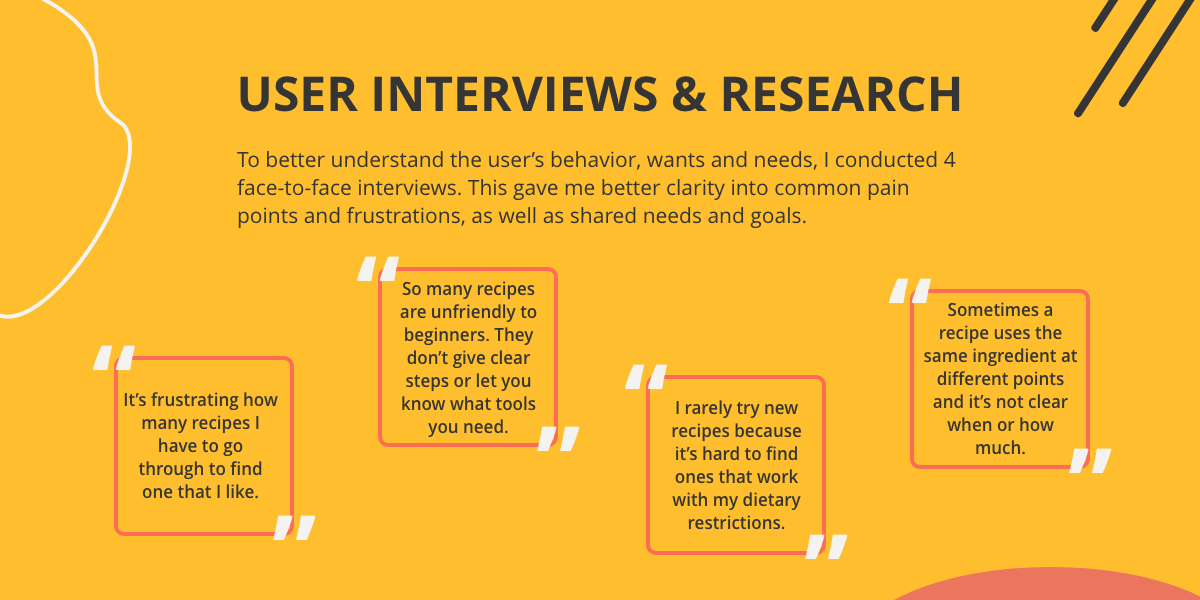 USER INTERVIEWS & RESEARCH
To better understand the user’s behavior, wants and needs, I conducted 4
face-to-face interviews. This gave me better clarity into common pain
points and frustrations, as well as shared needs and goals.
It’s frustrating how
many recipes I
have to go
through to find
one that I like.
So many recipes
are unfriendly to
beginners. They
don’t give clear
steps or let you
know what tools
you need.
I rarely try new
recipes because
it’s hard to find
ones that work
with my dietary
restrictions.
Sometimes a
recipe uses the
same ingredient at
different points
and it’s not clear
when or how
much.